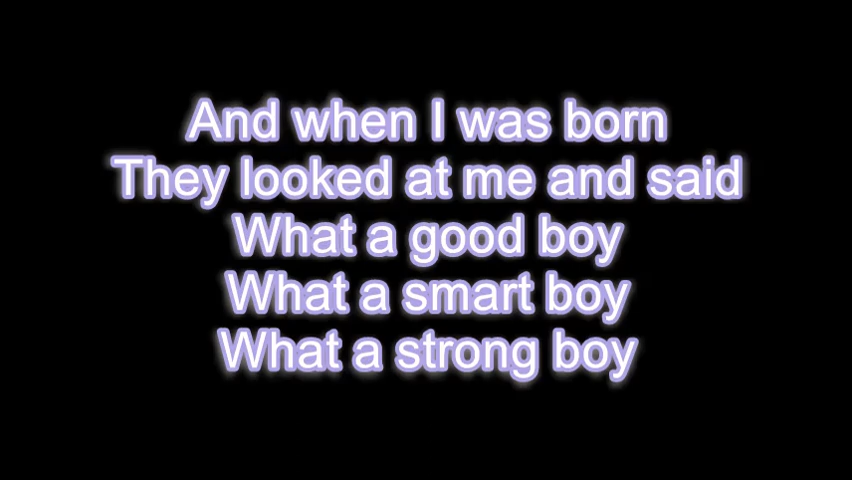 And when I was born
They looked at me and said
What a good boy
What a smart boy
What a strong boy